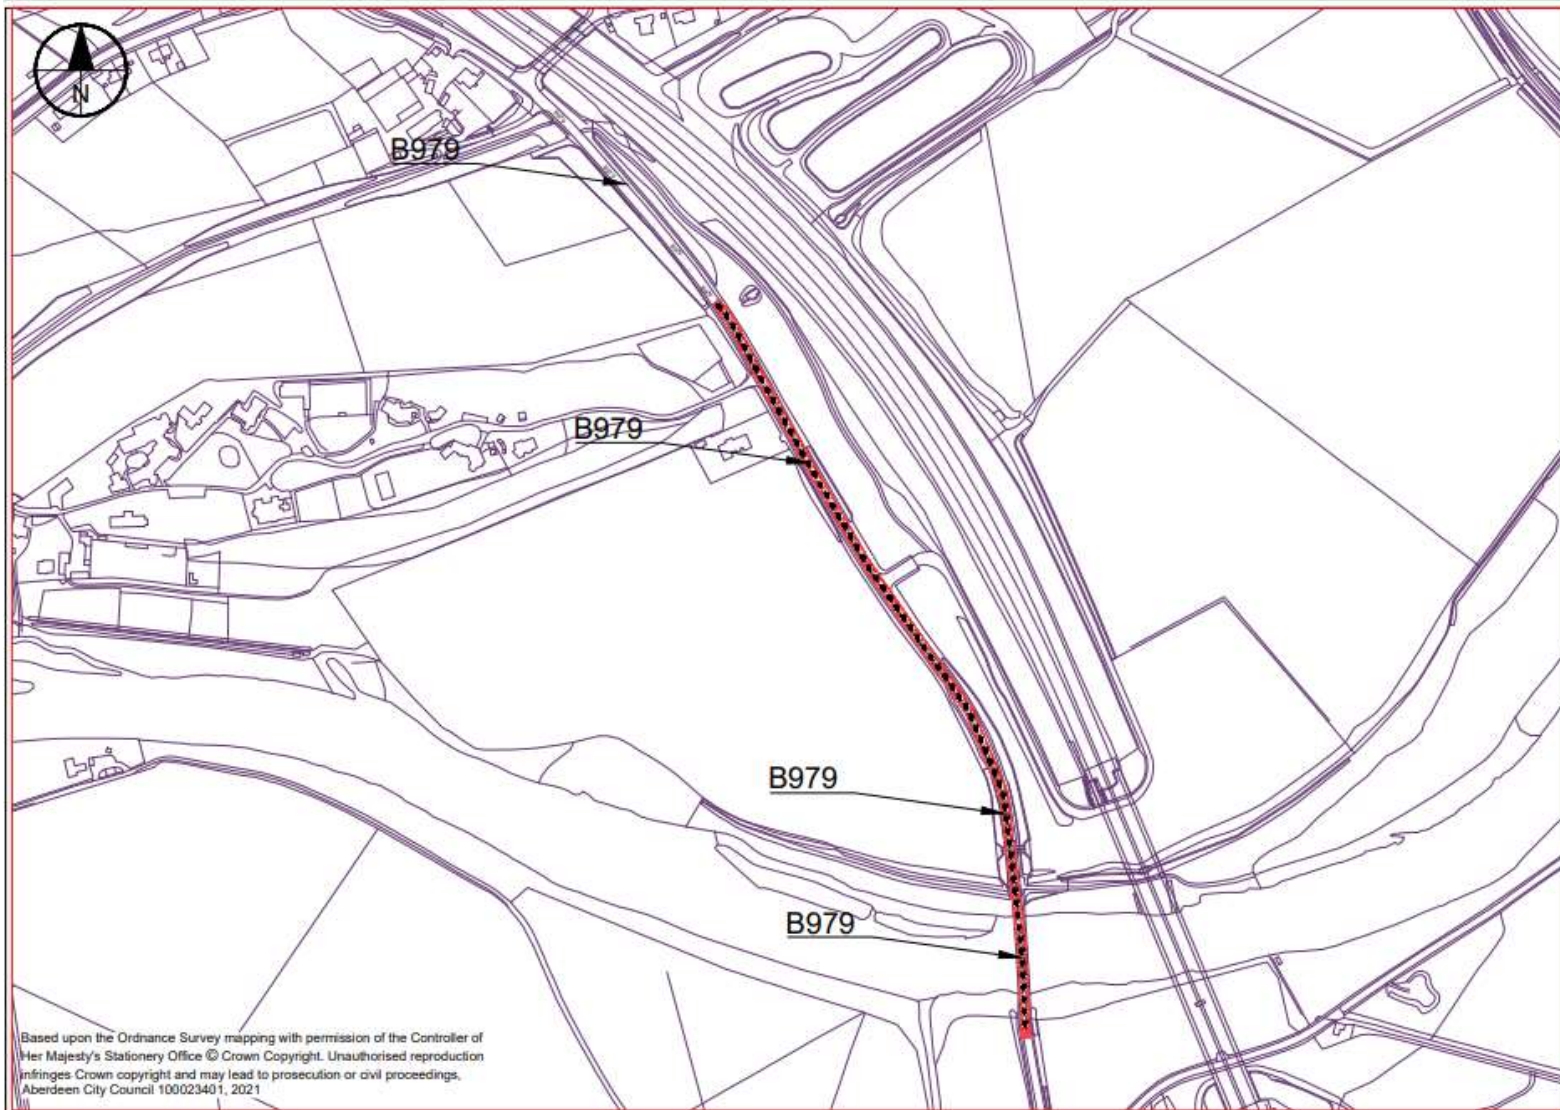 N
B979
B979
B979
B979
Based upon the Ordnance Survey mapping with permission of the Controller of
Her Majesty's Stationery Office © Crown Copyright. Unauthorised reproduction
infringes Crown copyright and may lead to prosecution or civil proceedings,
Aberdeen City Council 100023401, 2021